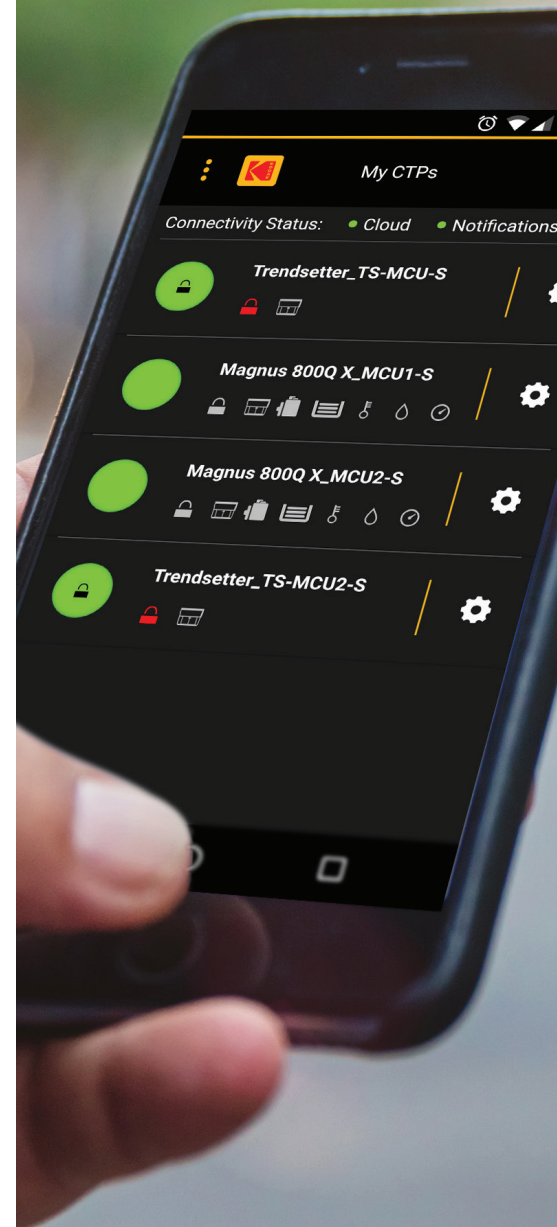 My CTPs
Connectivity Status: Cloud Notifications
Trendsetter_TS-MCU-S
Magnus 800Q X_MCU1-S
Magnus 800Q X_MCU2-S
Trendsetter_TS-MCU2-S